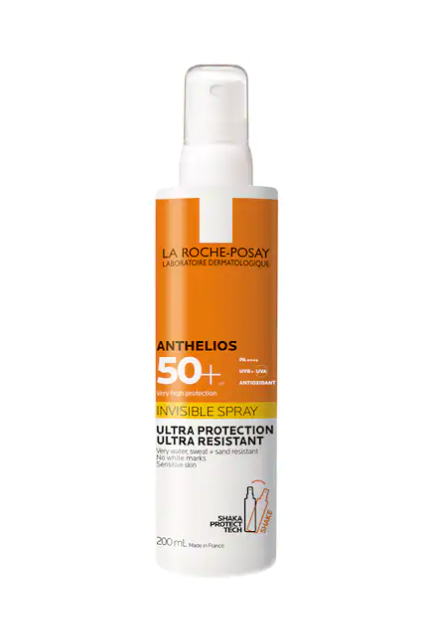 LA ROCHE-POSAY
LABORATOIRE DERMATOLOGIQUE
ANTHELIOS
50+
PA++++
UVB+ UVA
ANTIOXIDANT
Very high protection
INVISIBLE SPRAY
ULTRA PROTECTION
ULTRA RESISTANT
Very water, sweat + sand resistant
No white marks
Sensitive skin
SHAKA
PROTECT
TECH
SHAKE
200 mL Made in France